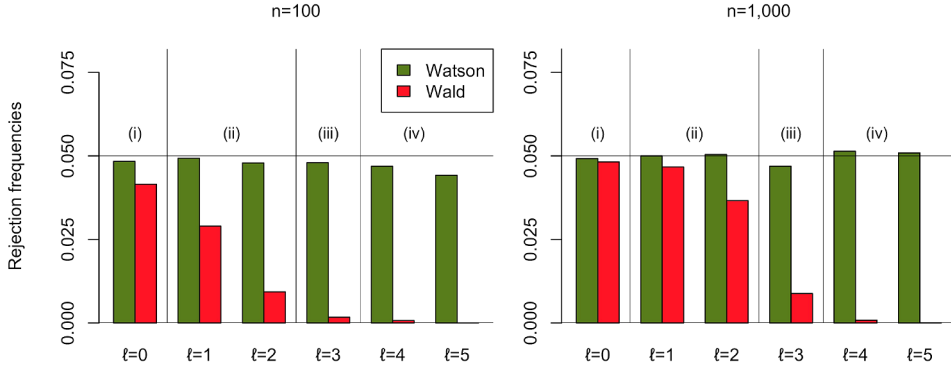 n=100
n=1,000
Rejection frequencies
0.000 0.025 0.050 0.075
Watson
Wald
(i) (ii) (iii) (iv)
ℓ=0 ℓ=1 ℓ=2 ℓ=3 ℓ=4 ℓ=5
0.000 0.025 0.050 0.075
(i) (ii) (iii) (iv)
ℓ=0 ℓ=1 ℓ=2 ℓ=3 ℓ=4 ℓ=5